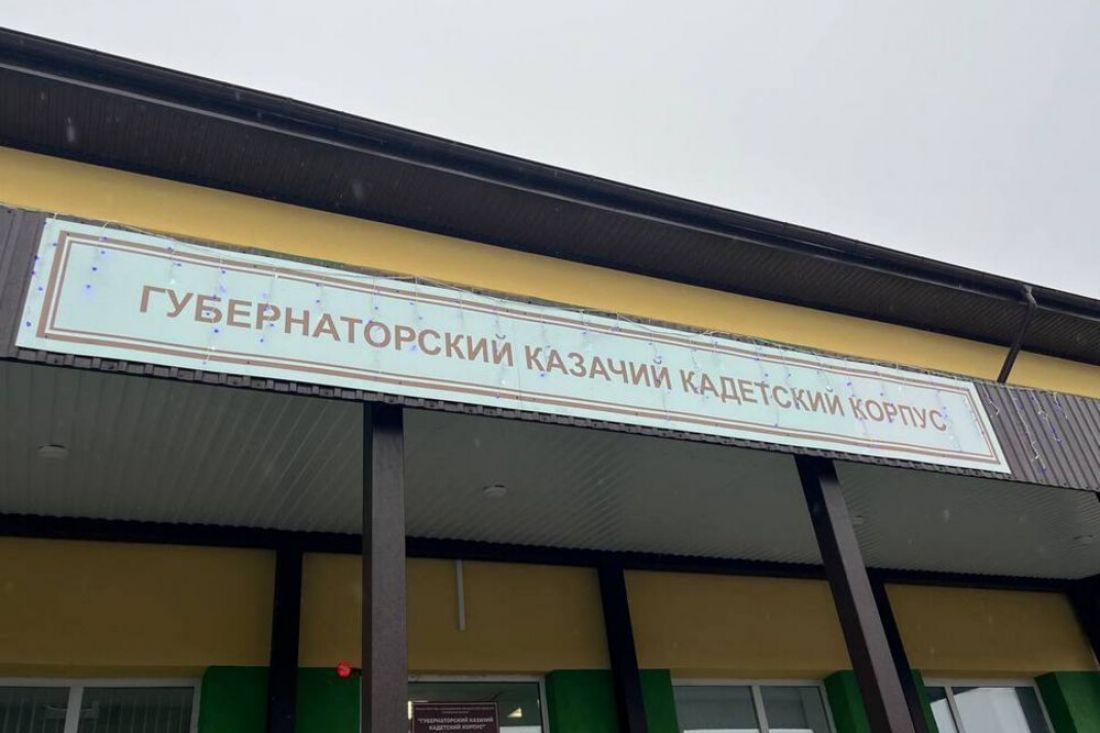 ГУБЕРНАТОРСКИЙ КАЗАЧИЙ КАДЕТСКИЙ КОРПУС
"ГУБЕРНАТОРСКИЙ КАЗАЧИЙ
КАДЕТСКИЙ КОРПУС"